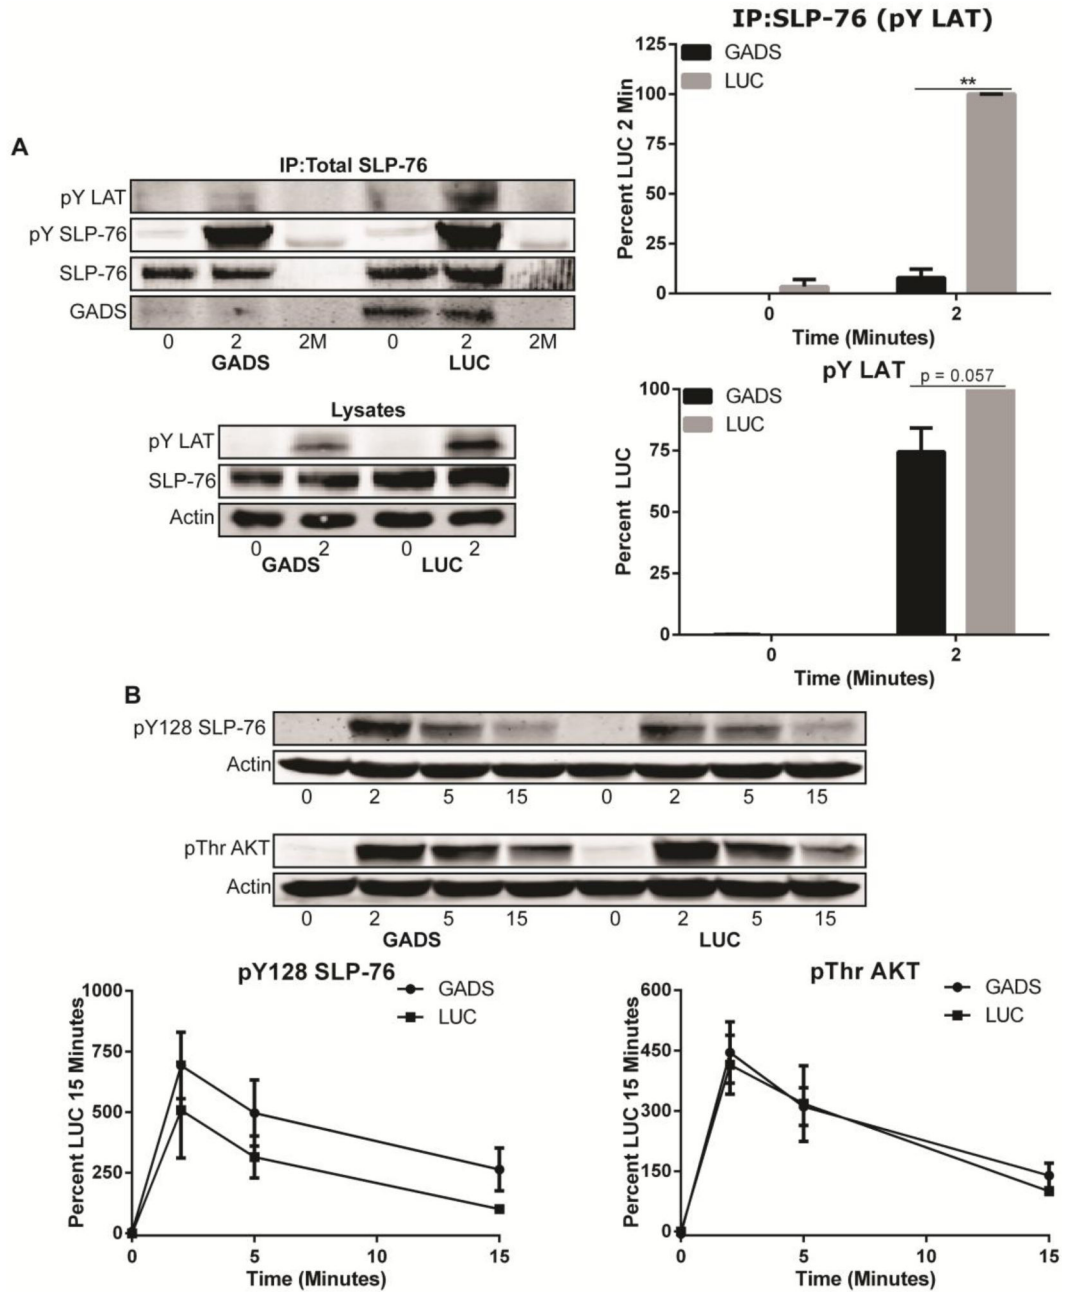 IP:SLP-76 (pY LAT)
125
100
75
50
25
0
Percent LUC 2 Min
GADS
LUC
**
0 2
Time (Minutes)
A
IP:Total SLP-76
pY LAT
pY SLP-76
SLP-76
GADS
0 2 2M 0 2 2M
GADS LUC
Lysates
pY LAT
SLP-76
Actin
0 2 0 2
GADS LUC
pY LAT
p = 0.057
100
75
50
25
0
Percent LUC
GADS
LUC
0 2
Time (Minutes)
B
pY128 SLP-76
Actin
0 2 5 15 0 2 5 15
pThr AKT
Actin
0 2 5 15 0 2 5 15
GADS LUC
pY128 SLP-76
GADS
LUC
1000
750
500
250
0
Percent LUC 15 Minutes
0 5 10 15
Time (Minutes)
pThr AKT
GADS
LUC
600
450
300
150
0
Percent LUC 15 Minutes
0 5 10 15
Time (Minutes)